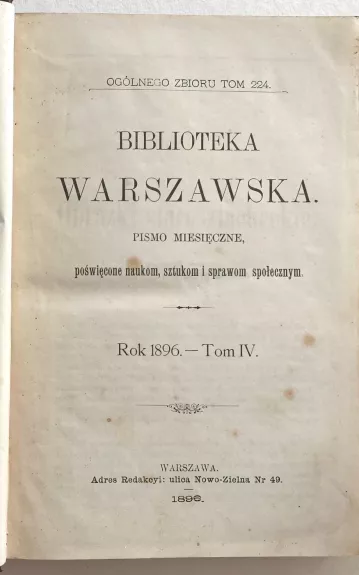 OGÓLNEGO ZBIORU TOM 224.
BIBLIOTEKA
WARSZAWSKA.
PISMO MIESIĘCZNE,
poświęcone naukom, sztukom i sprawom społecznym.
Rok 1896. — Tom IV.
WARSZAWA.
Adres Redakcyi: ulica Nowo-Zielna Nr 49.
1896.